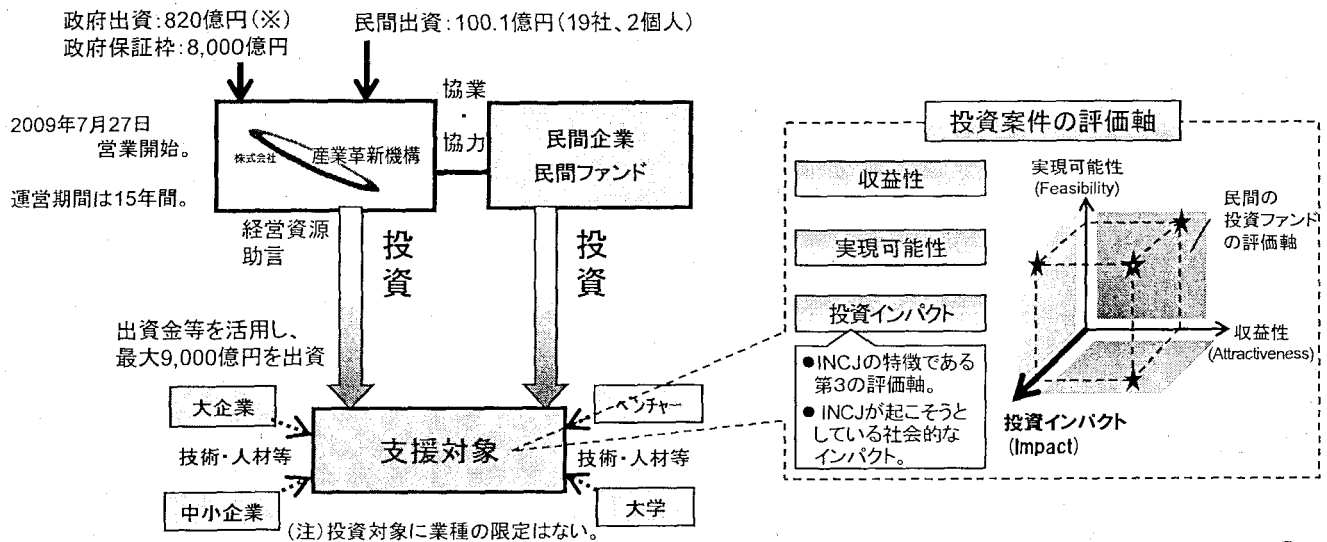 政府出資:820億円(※)
政府保証枠:8,000億円
民間出資:100.1億円(19社、2個人)
2009年7月27日
営業開始。
運営期間は15年間。
株式会社 産業革新機構
協業
・
協力
民間企業
民間ファンド
経営資源
助言
投資
投資
出資金等を活用し、
最大9,000億円を出資
大企業
ベンチャー
技術・人材等
支援対象
技術・人材等
中小企業
大学
(注)投資対象に業種の限定はない。
投資案件の評価軸
収益性
実現可能性
投資インパクト
●INCJの特徴である
第3の評価軸。
● INCJが起こそうと
している社会的な
インパクト。
実現可能性
(Feasibility)
民間の
投資ファンド
の評価軸
収益性
(Attractiveness)
投資インパクト
(Impact)